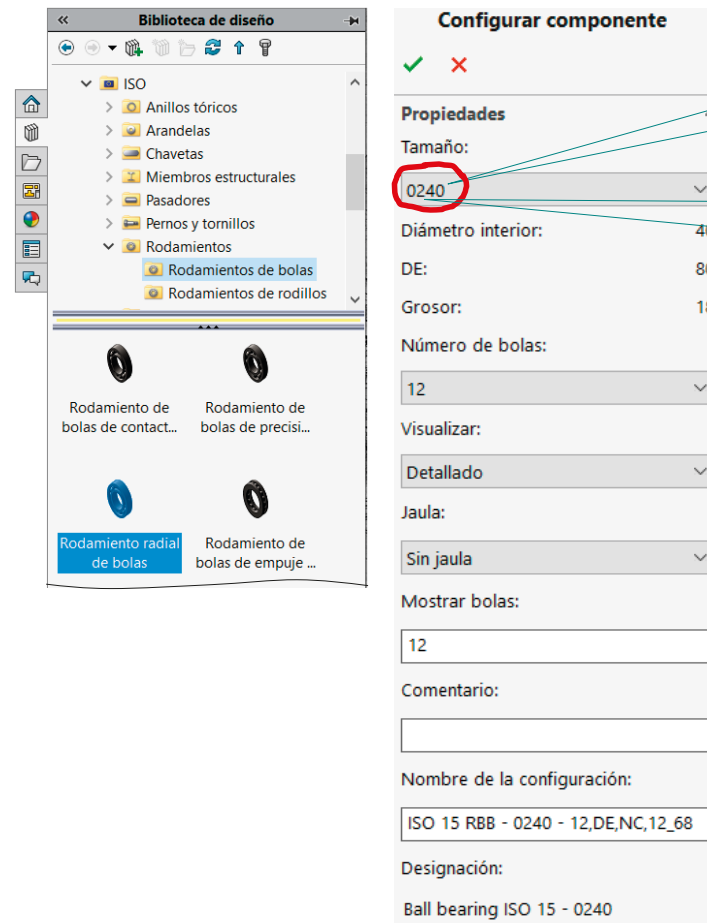 Biblioteca de diseño
ISO
Anillos tóricos
Arandelas
Chavetas
Miembros estructurales
Pasadores
Pernos y tornillos
Rodamientos
Rodamientos de bolas
Rodamientos de rodillos
Rodamiento de
bolas de contact...
Rodamiento de
bolas de precisi...
Rodamiento radial
de bolas
Rodamiento de
bolas de empuje ...
Configurar componente
Propiedades
Tamaño:
0240
Diámetro interior:
DE:
Grosor:
Número de bolas:
12
Visualizar:
Detallado
Jaula:
Sin jaula
Mostrar bolas:
12
Comentario:
Nombre de la configuración:
ISO 15 RBB - 0240 - 12,DE,NC,12_68
Designación:
Ball bearing ISO 15 - 0240